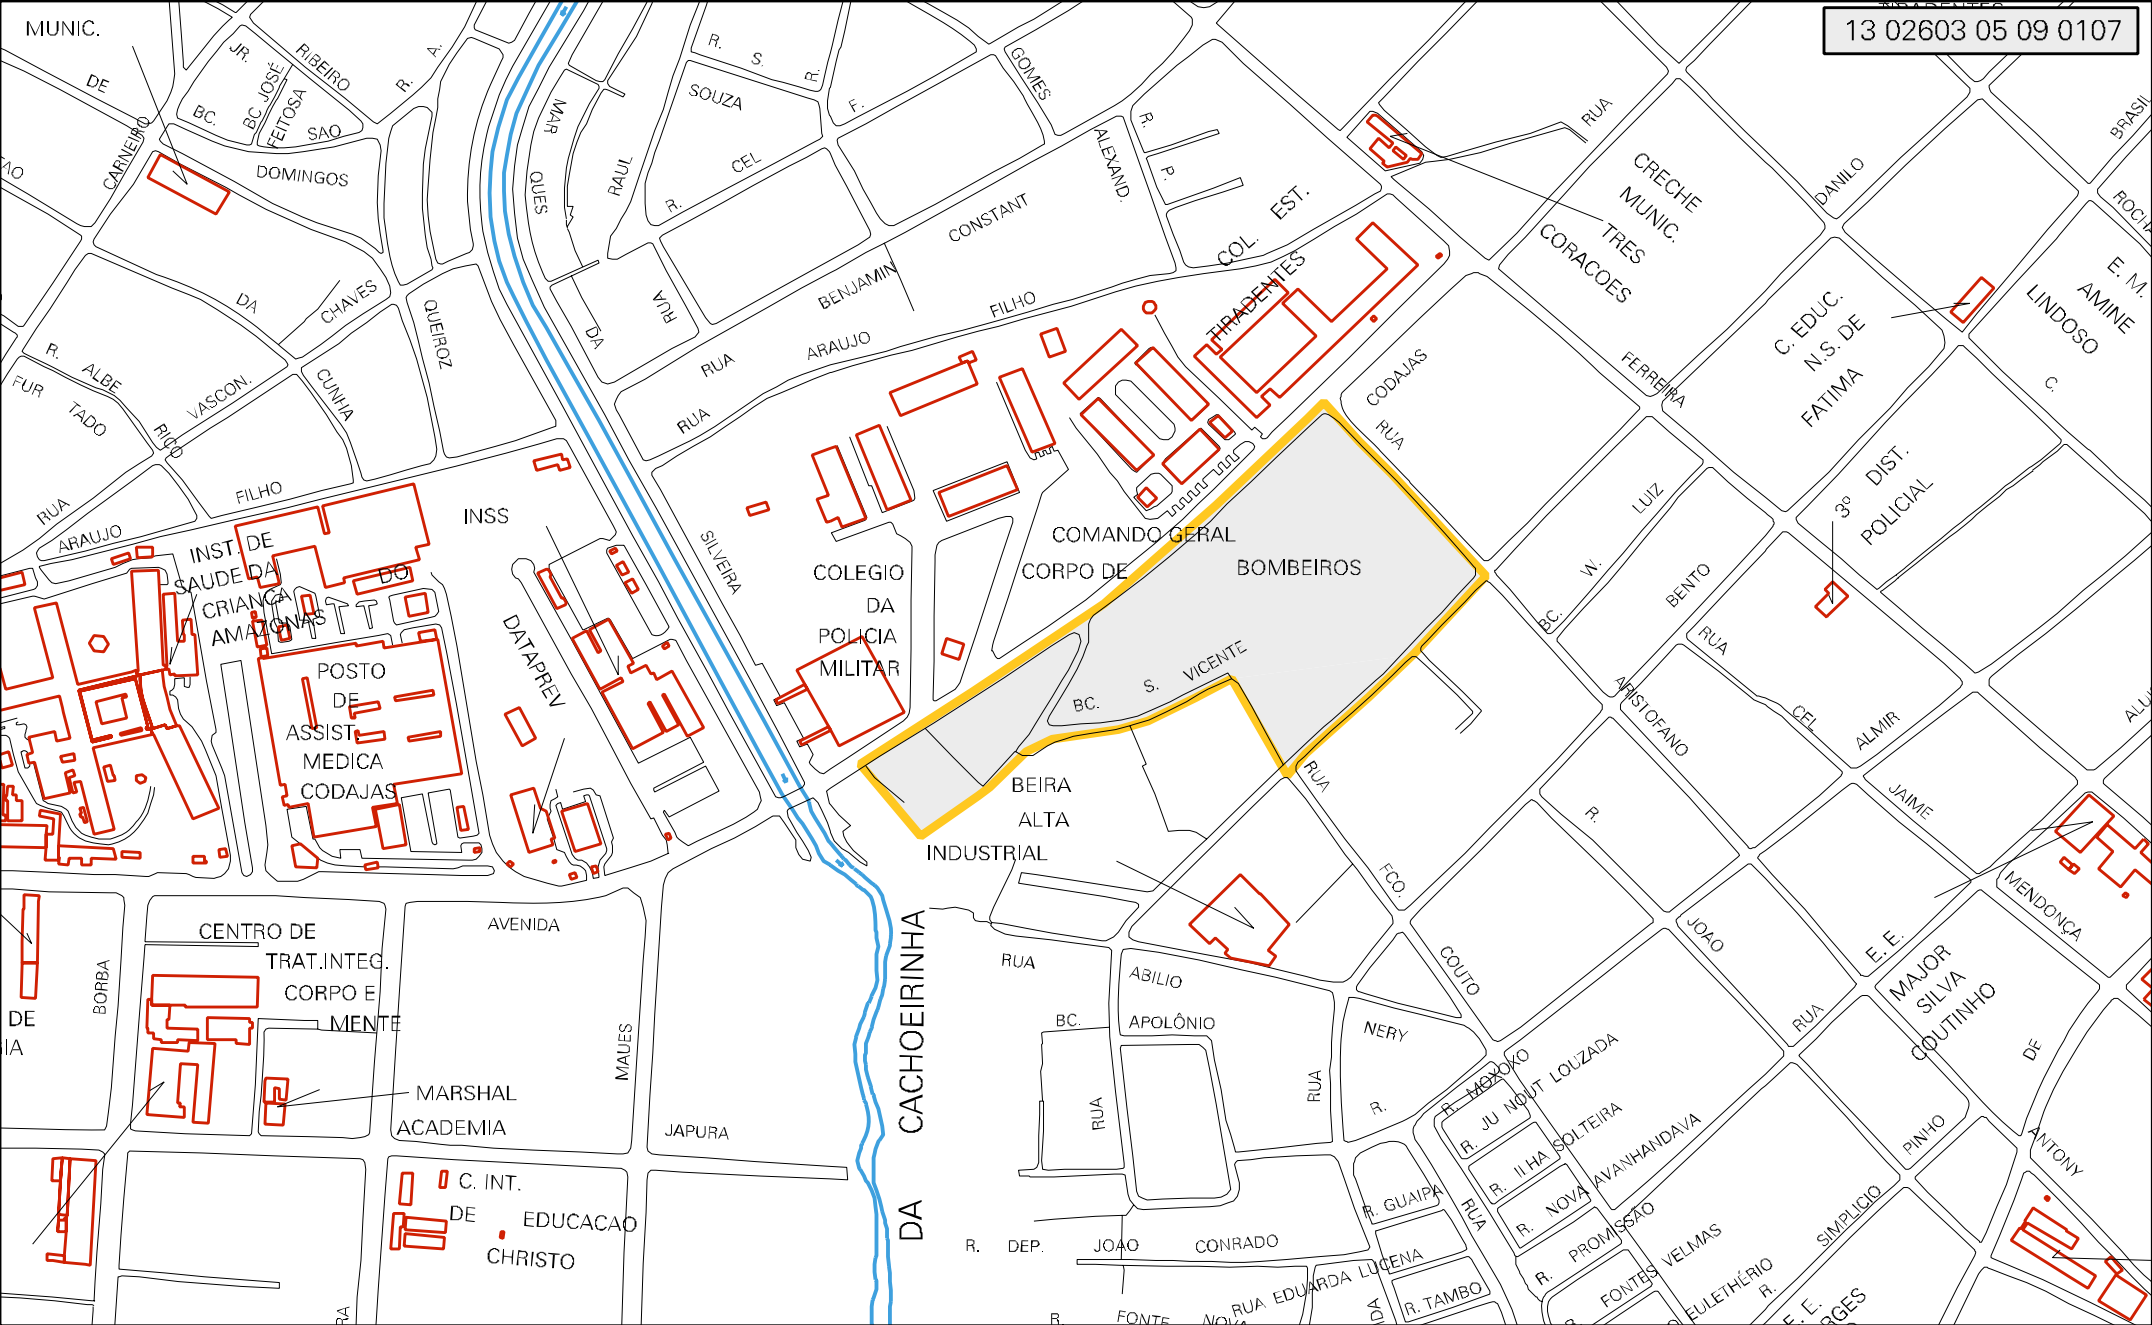 TIRADENTES
13 02603 05 09 0107
MUNIC.
DE
JR.
RIBEIRO
R.
A.
BC.
BC. JOSÉ
FEITOSA
SAO
CARNEIRO
DOMINGOS
DA
CHAVES
QUEIROZ
R.
ALBE
RICO
FUR
TADO
VASCON.
CUNHA
RUA
ARAUJO
FILHO
MAR
QUES
RAUL
DA
RUA
SILVEIRA
R.
S.
R.
SOUZA
F.
R.
CEL
GOMES
ALEXAND.
R.
P.
BENJAMIN
CONSTANT
RUA
RUA
ARAUJO
FILHO
COL.
EST.
TIRADENTES
RUA
CRECHE
MUNIC.
TRES
CORACOES
DANILO
BRASIL
ROCHA
E. M.
AMINE
LINDOSO
C. EDUC.
N.S. DE
FATIMA
C.
CODAJAS
RUA
FERREIRA
3º
DIST.
POLICIAL
LUIZ
W.
BC.
BENTO
RUA
CEL
ALMIR
ARISTOFANO
JAIME
MENDONÇA
INSS
INST. DE
SAUDE DA
CRIANÇA
AMAZONAS
DO
POSTO
DE
ASSIST.
MEDICA
CODAJAS
DATAPREV
COLEGIO
DA
POLICIA
MILITAR
COMANDO GERAL
CORPO DE
BOMBEIROS
BC.
S.
VICENTE
BEIRA
ALTA
INDUSTRIAL
RUA
FCO.
COUTO
R.
JOAO
RUA
E. E.
MAJOR
SILVA
COUTINHO
DE
ANTONY
PINHO
SIMPLICIO
AVENIDA
BORBA
CENTRO DE
TRAT.INTEG.
CORPO E
MENTE
DE
MARSHAL
ACADEMIA
MAUES
JAPURA
C. INT.
DE
EDUCACAO
CHRISTO
DA
CACHOEIRINHA
RUA
ABILIO
NERY
BC.
APOLÔNIO
RUA
RUA
R.
R. MOXOXO
R. JU NOUT LOUZADA
R. ILHA SOLTEIRA
R. NOVA AVANHANDAVA
R. PROMISSÃO
FONTES VELMAS
EULETHÉRIO
R.
R. GUAIPA
RUA
R.
DEP.
JOAO
CONRADO
RUA EDUARDA LUCENA
R. TAMBO
R.
FONTE
NOVA
R.
E. E.